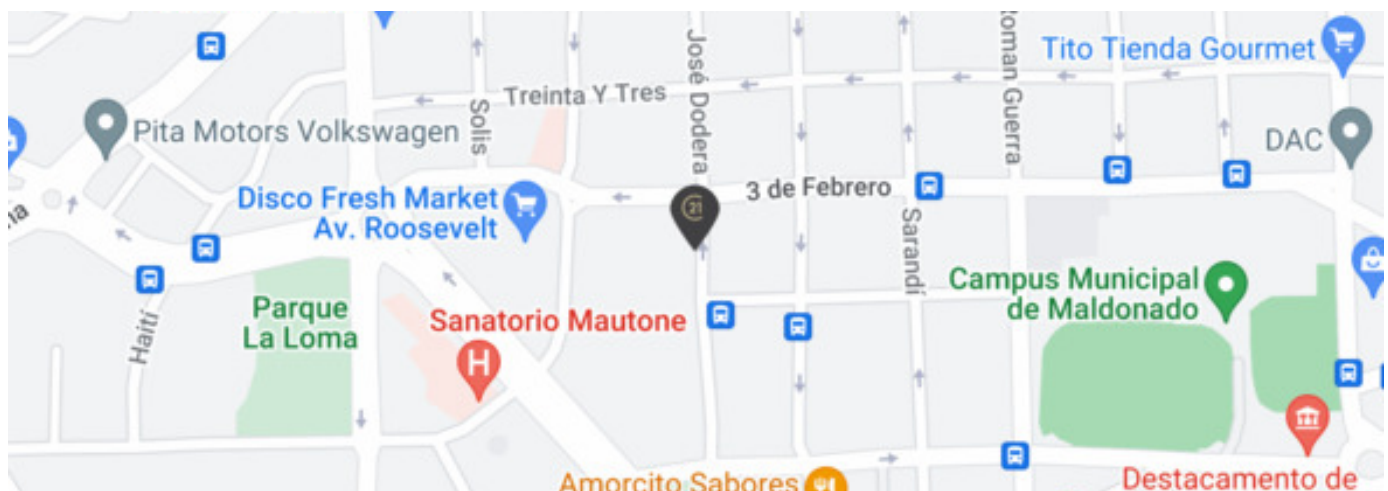 José Dodera
Roman Guerra
Tito Tienda Gourmet
Treinta Y Tres
Solis
Pita Motors Volkswagen
DAC
21
3 de Febrero
Disco Fresh Market
Av. Roosevelt
Sarandí
Campus Municipal
de Maldonado
Parque
La Loma
Haití
Sanatorio Mautone
H
Amorcito Sabores
Destacamento de